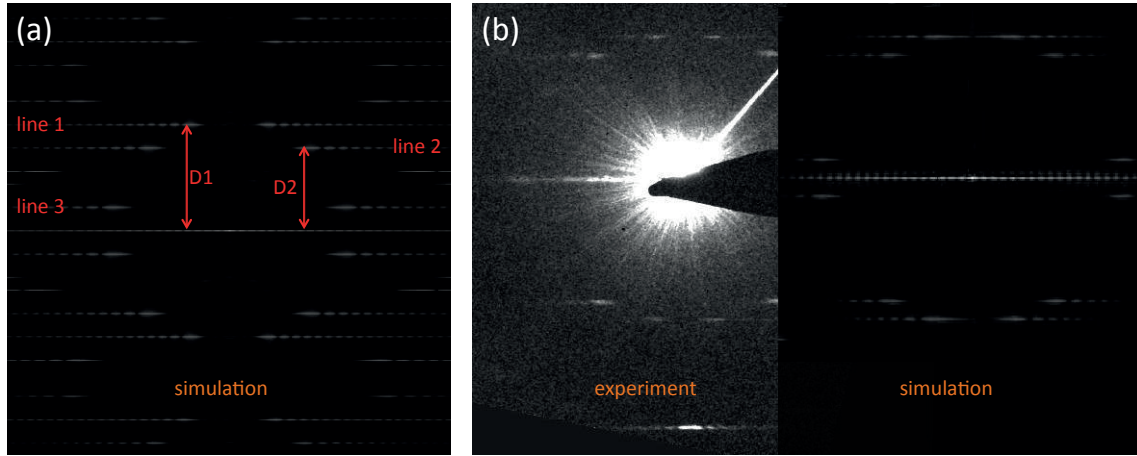 (a)
line 1
line 2
D1
D2
line 3
simulation
(b)
experiment
simulation